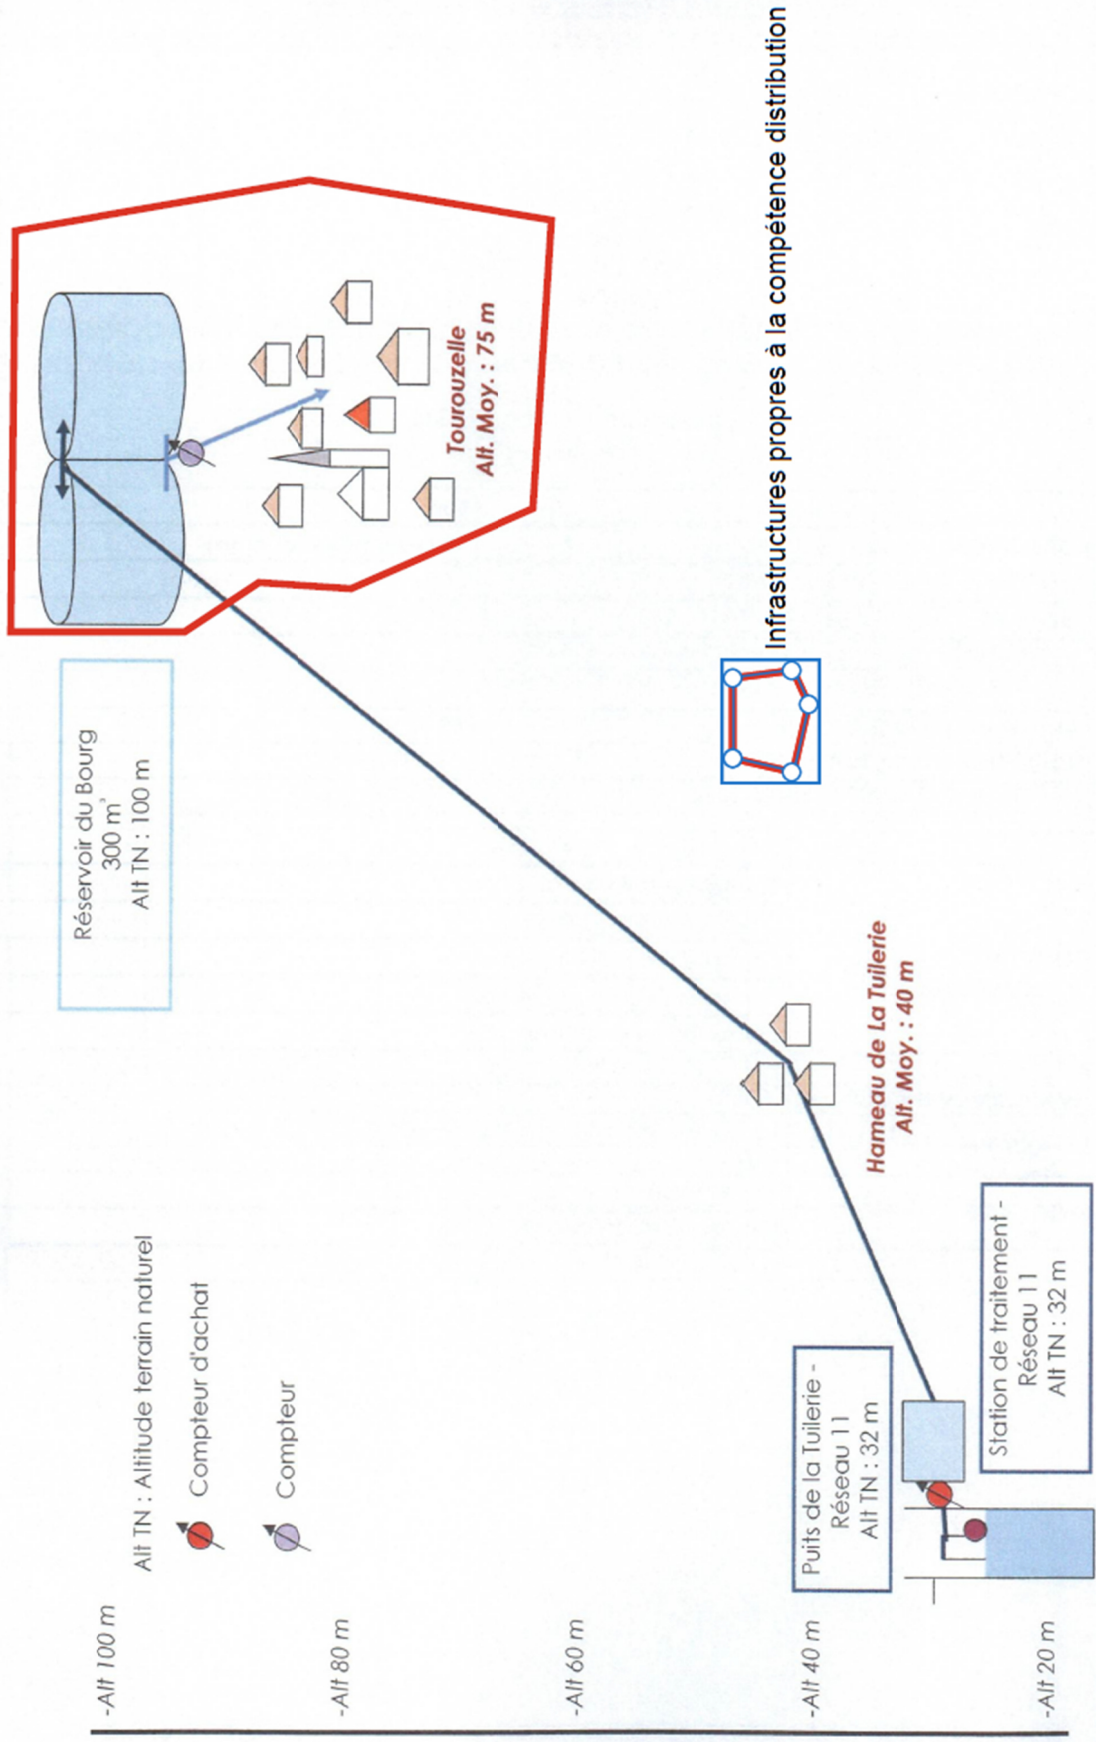 -Alt 100 m
-Alt 80 m
-Alt 60 m
-Alt 40 m
-Alt 20 m
Alt TN : Altitude terrain naturel
Compteur d'achat
Compteur
Réservoir du Bourg
300 m³
Alt TN : 100 m
Tourouzelle
Alt. Moy. : 75 m
Hameau de La Tuilerie
Alt. Moy. : 40 m
Puits de la Tuilerie -
Réseau 11
Alt TN : 32 m
Station de traitement -
Réseau 11
Alt TN : 32 m
Infrastructures propres à la compétence distribution